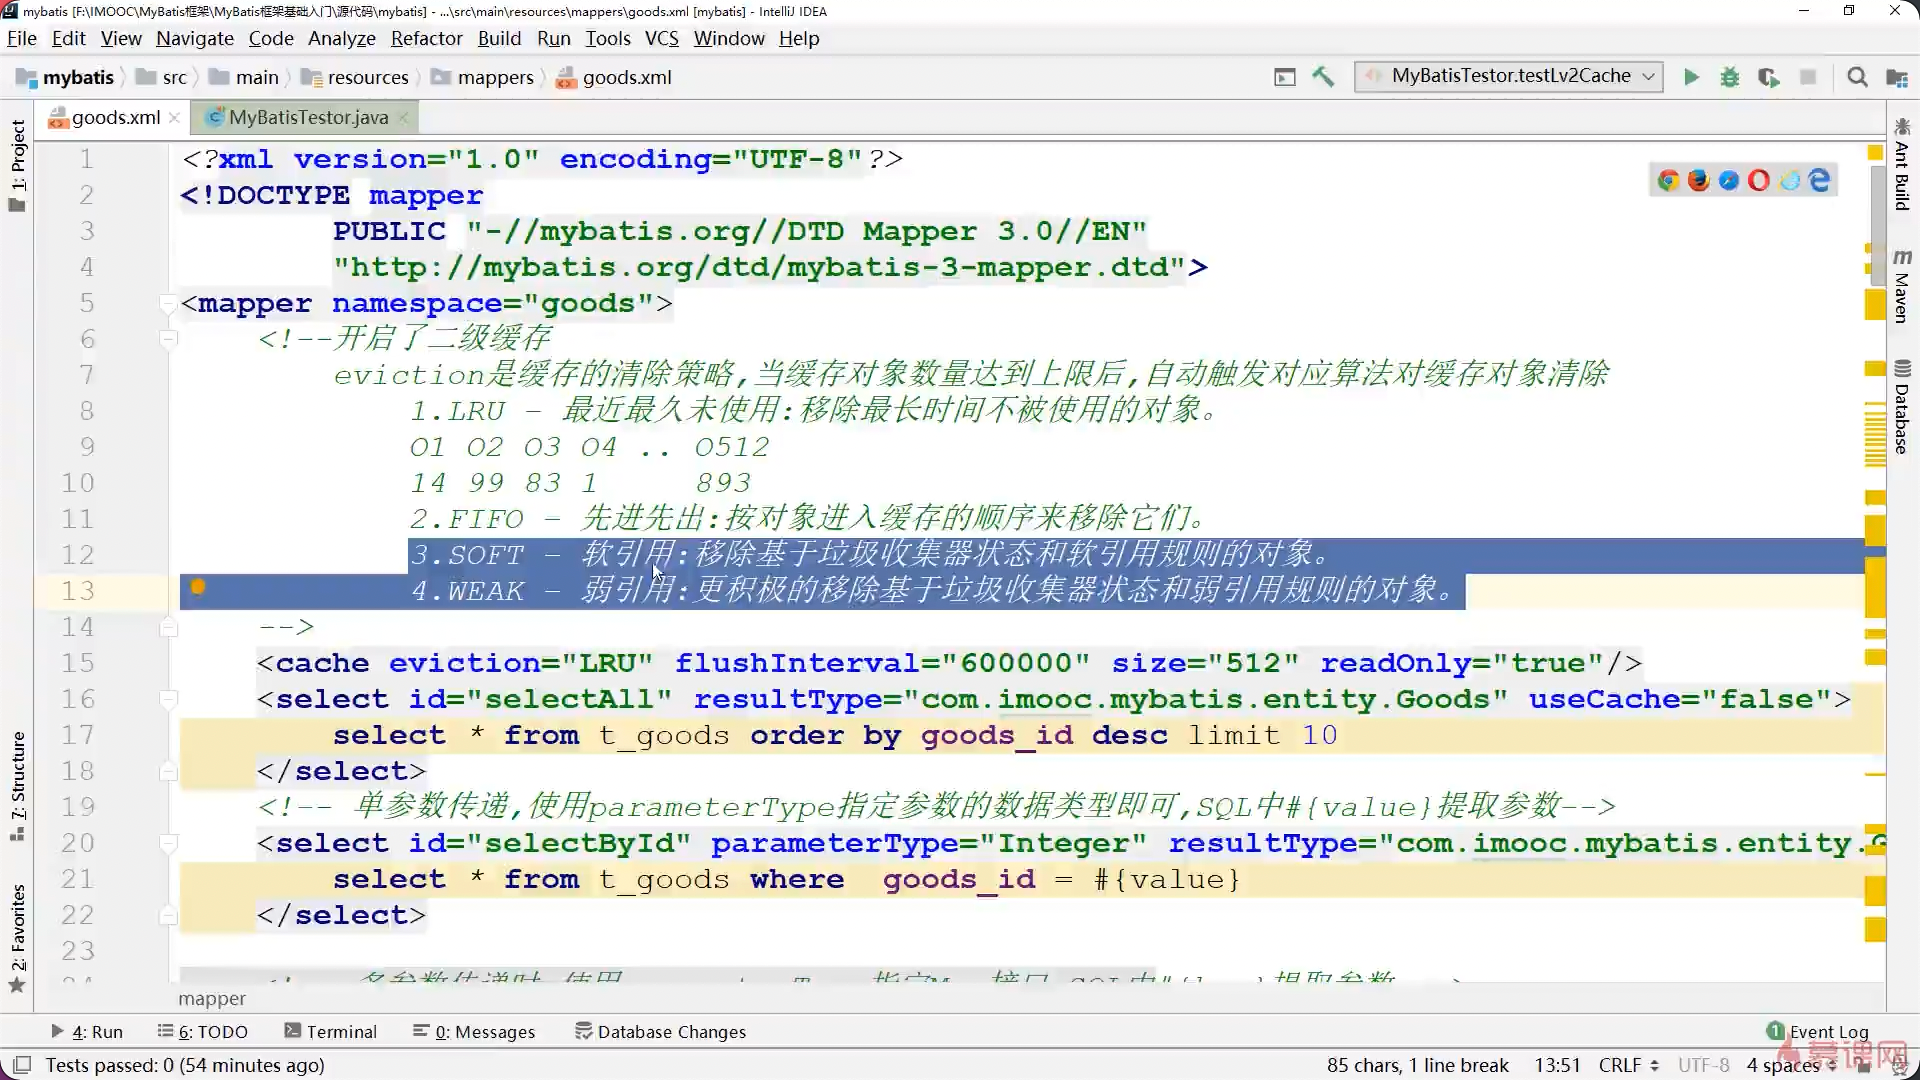 mybatis [F:\IMOOC\MyBatis框架\MyBatis框架基础入门\源代码\mybatis] - ...\src\main\resources\mappers\goods.xml [mybatis] - IntelliJ IDEA
File Edit View Navigate Code Analyze Refactor Build Run Tools VCS Window Help
mybatis src main resources mappers goods.xml MyBatisTestor.testLv2Cache
goods.xml MyBatisTestor.java
1: Project
7: Structure
2: Favorites
1 <?xml version="1.0" encoding="UTF-8"?>
2 <!DOCTYPE mapper
3 PUBLIC "-//mybatis.org//DTD Mapper 3.0//EN"
4 "http://mybatis.org/dtd/mybatis-3-mapper.dtd">
5 <mapper namespace="goods">
6 <!--开启了二级缓存
7 eviction是缓存的清除策略,当缓存对象数量达到上限后,自动触发对应算法对缓存对象清除
8 1.LRU – 最近最久未使用:移除最长时间不被使用的对象。
9 O1 O2 O3 O4 .. O512
10 14 99 83 1 893
11 2.FIFO – 先进先出:按对象进入缓存的顺序来移除它们。
12 3.SOFT – 软引用:移除基于垃圾收集器状态和软引用规则的对象。
13 4.WEAK – 弱引用:更积极的移除基于垃圾收集器状态和弱引用规则的对象。
14 -->
15 <cache eviction="LRU" flushInterval="600000" size="512" readOnly="true"/>
16 <select id="selectAll" resultType="com.imooc.mybatis.entity.Goods" useCache="false">
17 select * from t_goods order by goods_id desc limit 10
18 </select>
19 <!-- 单参数传递,使用parameterType指定参数的数据类型即可,SQL中#{value}提取参数-->
20 <select id="selectById" parameterType="Integer" resultType="com.imooc.mybatis.entity.G
21 select * from t_goods where goods_id = #{value}
22 </select>
23
mapper
Ant Build
Maven
Database
4: Run 6: TODO Terminal 0: Messages Database Changes 1 Event Log
Tests passed: 0 (54 minutes ago) 85 chars, 1 line break 13:51 CRLF UTF-8 4 spaces
慕课网